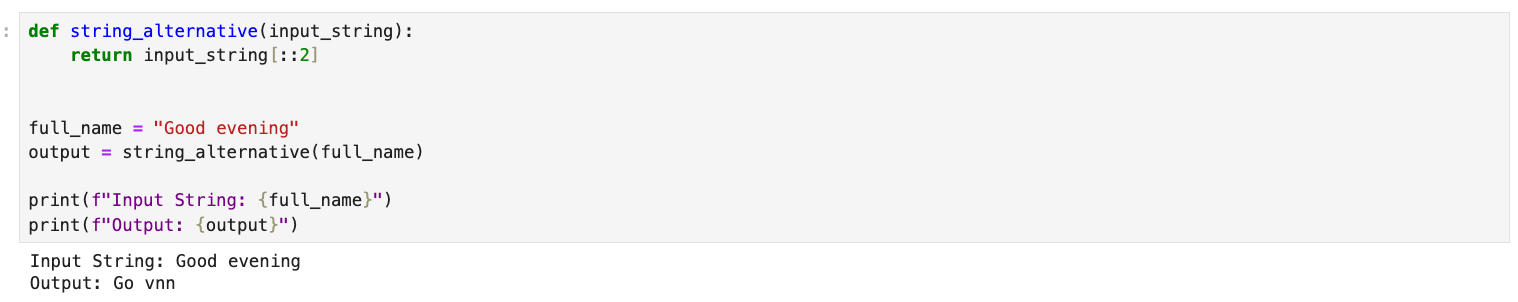 :
def string_alternative(input_string):
    return input_string[::2]
full_name = "Good evening"
output = string_alternative(full_name)
print(f"Input String: {full_name}")
print(f"Output: {output}")
Input String: Good evening
Output: Go vnn